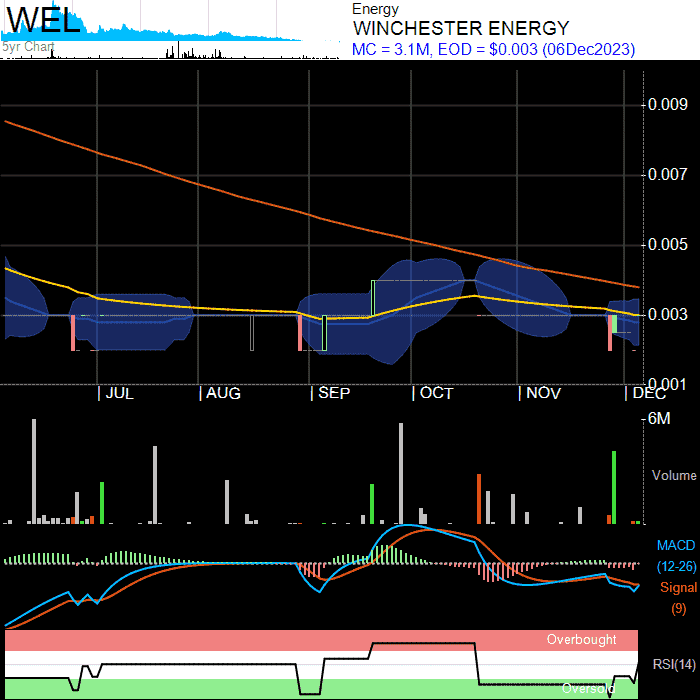 WEL
5yr Chart
Energy
WINCHESTER ENERGY
MC = 3.1M, EOD = $0.003 (06Dec2023)
0.009
0.007
0.005
0.003
0.001
| JUL
| AUG
| SEP
| OCT
| NOV
| DEC
6M
Volume
MACD
(12-26)
Signal
(9)
Overbought
RSI(14)
Oversold